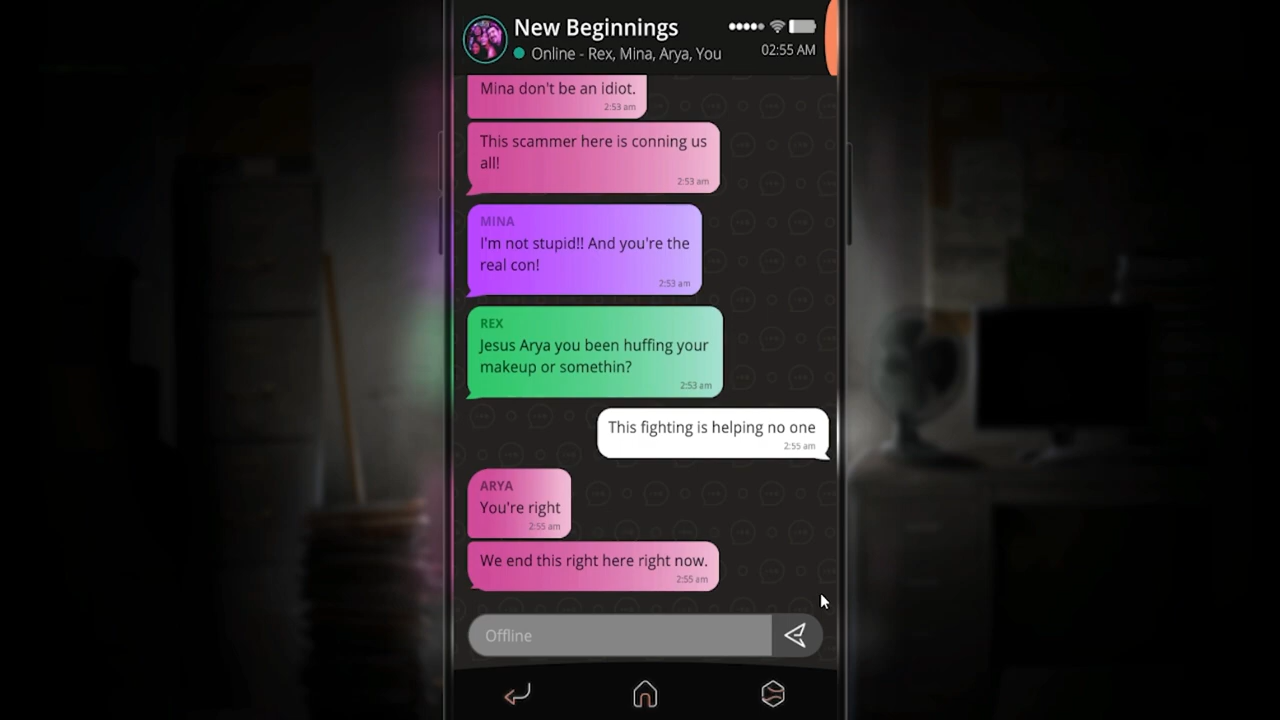 New Beginnings
Online - Rex, Mina, Arya, You
02:55 AM
Mina don't be an idiot.
2:53 am
This scammer here is conning us
all!
2:53 am
MINA
I'm not stupid!! And you're the
real con!
2:53 am
REX
Jesus Arya you been huffing your
makeup or somethin?
2:53 am
This fighting is helping no one
2:55 am
ARYA
You're right
2:55 am
We end this right here right now.
2:55 am
Offline